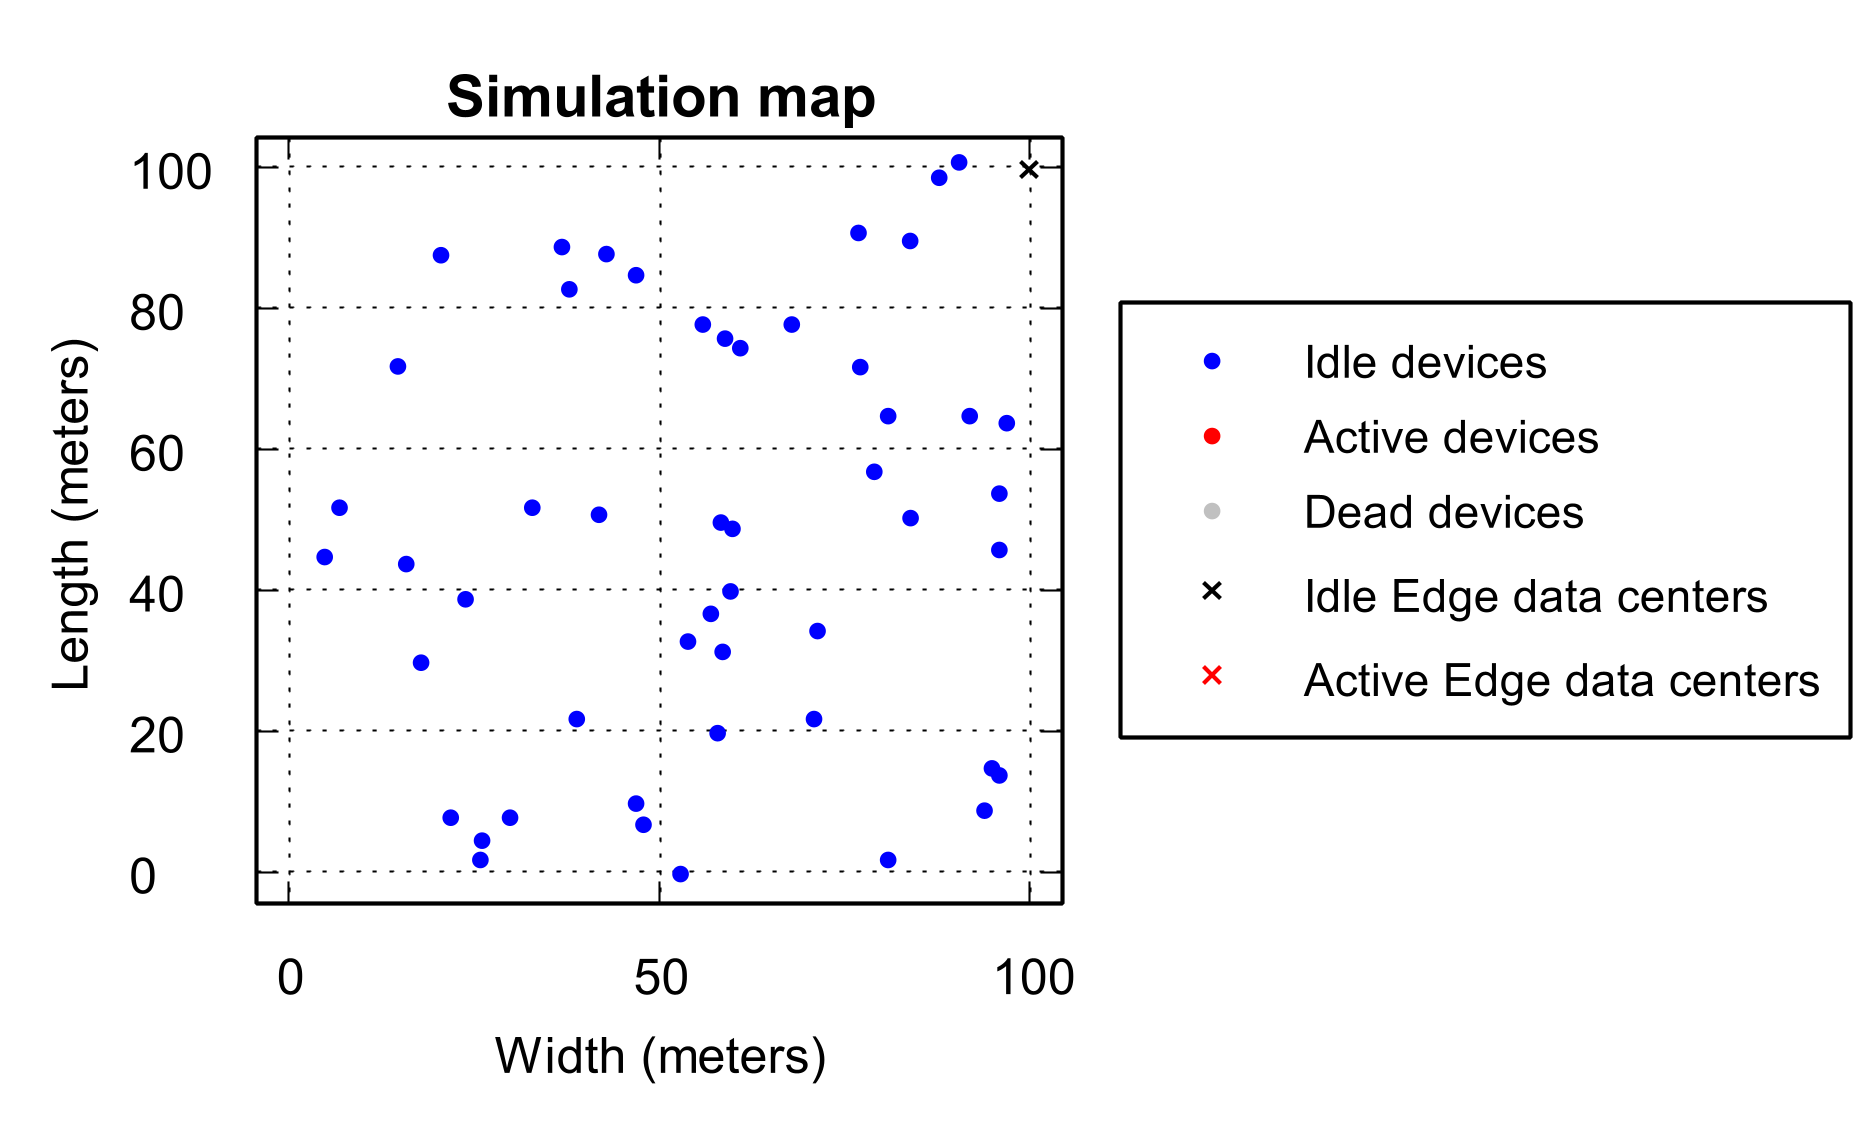 Simulation map
100
80
60
40
20
0
Length (meters)
0 50 100
Width (meters)
Idle devices
Active devices
Dead devices
Idle Edge data centers
Active Edge data centers